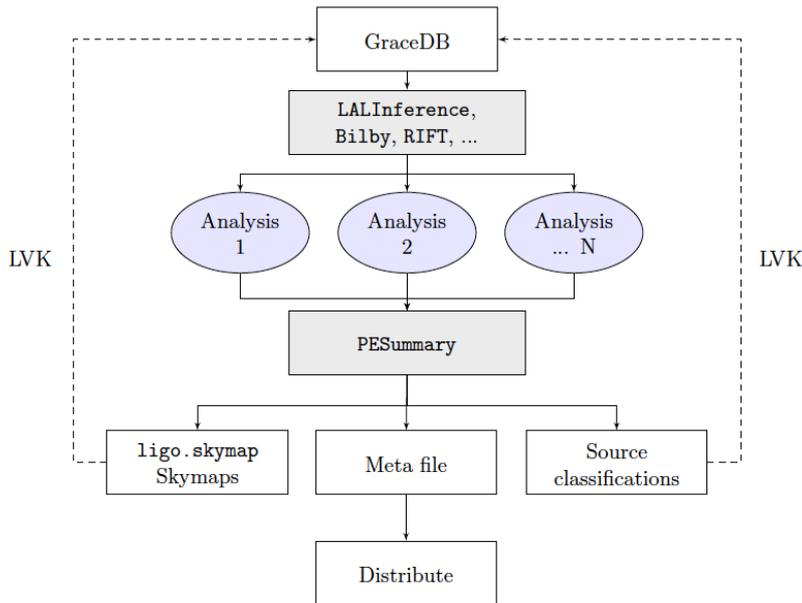 GraceDB
LALInference,
Bilby, RIFT, ...
Analysis
1
Analysis
2
Analysis
... N
LVK
LVK
PESummary
ligo.skymap
Skymaps
Meta file
Source
classifications
Distribute